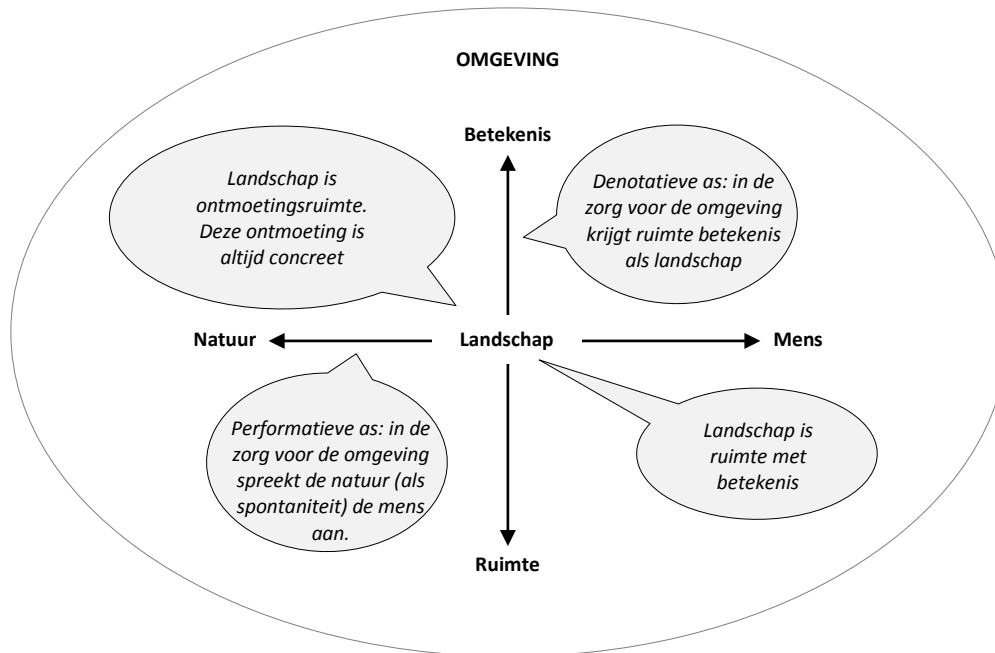 OMGEVING
Betekenis
Landschap is
ontmoetingsruimte.
Deze ontmoeting is
altijd concreet
Denotatieve as: in de
zorg voor de omgeving
krijgt ruimte betekenis
als landschap
Natuur
Landschap
Mens
Performatieve as: in de
zorg voor de omgeving
spreekt de natuur (als
spontaniteit) de mens
aan.
Landschap is
ruimte met
betekenis
Ruimte